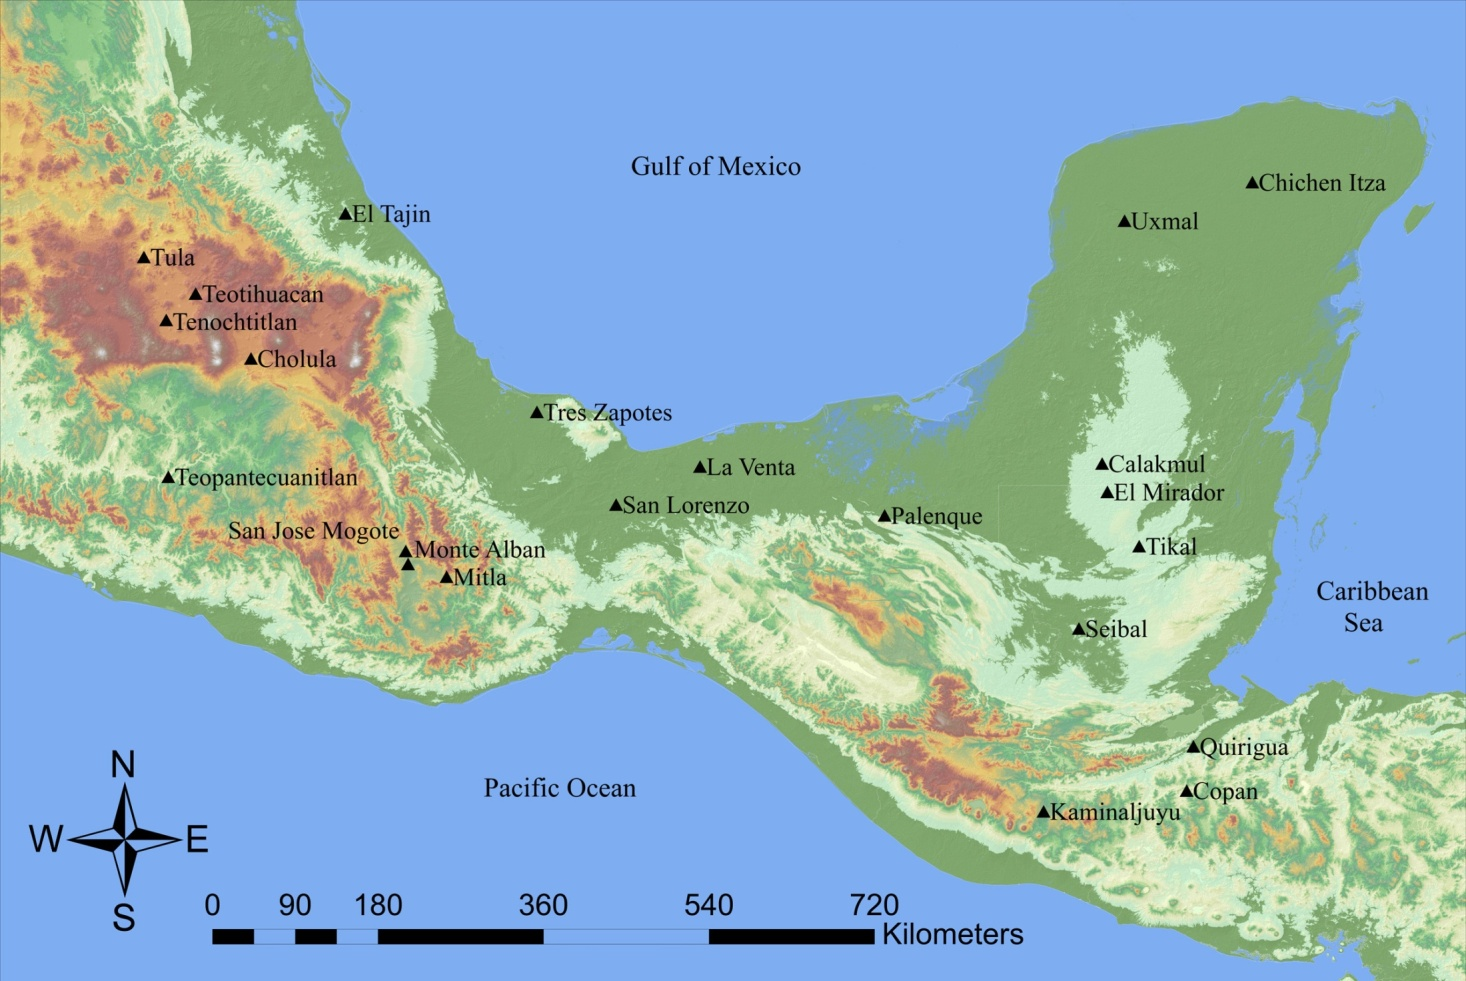 Gulf of Mexico
Chichen Itza
El Tajin
Uxmal
Tula
Teotihuacan
Tenochtitlan
Cholula
Tres Zapotes
La Venta
Calakmul
Teopantecuanitlan
El Mirador
San Lorenzo
Palenque
San Jose Mogote
Monte Alban
Tikal
Mitla
Caribbean
Sea
Seibal
Quirigua
N
Pacific Ocean
Copan
Kaminaljuyu
W E
S
0 90 180 360 540 720
Kilometers